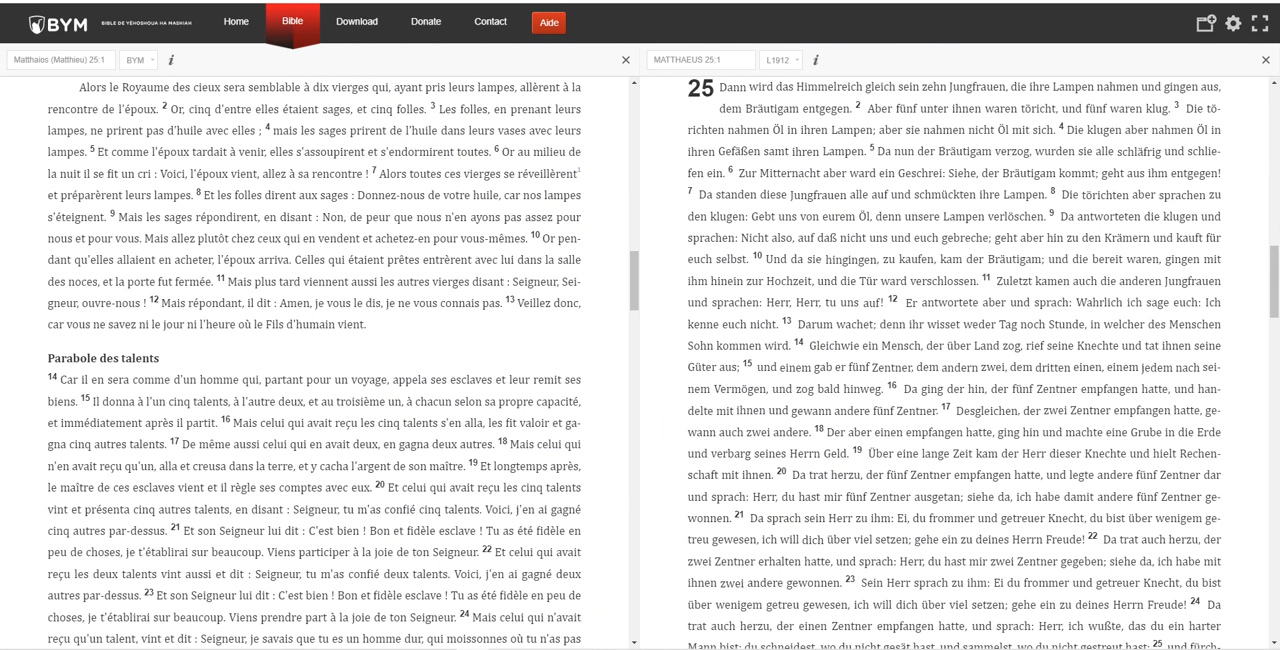 BYM BIBLE DE YÉHOSHOUA HA MASHIAH Home Bible Download Donate Contact Aide
Matthaios (Matthieu) 25:1 BYM i ×
Alors le Royaume des cieux sera semblable à dix vierges qui, ayant pris leurs lampes, allèrent à la
rencontre de l'époux. 2 Or, cinq d'entre elles étaient sages, et cinq folles. 3 Les folles, en prenant leurs
lampes, ne prirent pas d'huile avec elles ; 4 mais les sages prirent de l'huile dans leurs vases avec leurs
lampes. 5 Et comme l'époux tardait à venir, elles s'assoupirent et s'endormirent toutes. 6 Or au milieu de
la nuit il se fit un cri : Voici, l'époux vient, allez à sa rencontre ! 7 Alors toutes ces vierges se réveillèrent1
et préparèrent leurs lampes. 8 Et les folles dirent aux sages : Donnez-nous de votre huile, car nos lampes
s'éteignent. 9 Mais les sages répondirent, en disant : Non, de peur que nous n'en ayons pas assez pour
nous et pour vous. Mais allez plutôt chez ceux qui en vendent et achetez-en pour vous-mêmes. 10 Or pen-
dant qu'elles allaient en acheter, l'époux arriva. Celles qui étaient prêtes entrèrent avec lui dans la salle
des noces, et la porte fut fermée. 11 Mais plus tard viennent aussi les autres vierges disant : Seigneur, Sei-
gneur, ouvre-nous ! 12 Mais répondant, il dit : Amen, je vous le dis, je ne vous connais pas. 13 Veillez donc,
car vous ne savez ni le jour ni l'heure où le Fils d'humain vient.
Parabole des talents
14 Car il en sera comme d'un homme qui, partant pour un voyage, appela ses esclaves et leur remit ses
biens. 15 Il donna à l'un cinq talents, à l'autre deux, et au troisième un, à chacun selon sa propre capacité,
et immédiatement après il partit. 16 Mais celui qui avait reçu les cinq talents s'en alla, les fit valoir et ga-
gna cinq autres talents. 17 De même aussi celui qui en avait deux, en gagna deux autres. 18 Mais celui qui
n'en avait reçu qu'un, alla et creusa dans la terre, et y cacha l'argent de son maître. 19 Et longtemps après,
le maître de ces esclaves vient et il règle ses comptes avec eux. 20 Et celui qui avait reçu les cinq talents
vint et présenta cinq autres talents, en disant : Seigneur, tu m'as confié cinq talents. Voici, j'en ai gagné
cinq autres par-dessus. 21 Et son Seigneur lui dit : C'est bien ! Bon et fidèle esclave ! Tu as été fidèle en
peu de choses, je t'établirai sur beaucoup. Viens participer à la joie de ton Seigneur. 22 Et celui qui avait
reçu les deux talents vint aussi et dit : Seigneur, tu m'as confié deux talents. Voici, j'en ai gagné deux
autres par-dessus. 23 Et son Seigneur lui dit : C'est bien ! Bon et fidèle esclave ! Tu as été fidèle en peu de
choses, je t'établirai sur beaucoup. Viens prendre part à la joie de ton Seigneur. 24 Mais celui qui n'avait
reçu qu'un talent, vint et dit : Seigneur, je savais que tu es un homme dur, qui moissonnes où tu n'as pas
MATTHAEUS 25:1 L1912 i ×
25 Dann wird das Himmelreich gleich sein zehn Jungfrauen, die ihre Lampen nahmen und gingen aus,
dem Bräutigam entgegen. 2 Aber fünf unter ihnen waren töricht, und fünf waren klug. 3 Die tö-
richten nahmen Öl in ihren Lampen; aber sie nahmen nicht Öl mit sich. 4 Die klugen aber nahmen Öl in
ihren Gefäßen samt ihren Lampen. 5 Da nun der Bräutigam verzog, wurden sie alle schläfrig und schlie-
fen ein. 6 Zur Mitternacht aber ward ein Geschrei: Siehe, der Bräutigam kommt; geht aus ihm entgegen!
7 Da standen diese Jungfrauen alle auf und schmückten ihre Lampen. 8 Die törichten aber sprachen zu
den klugen: Gebt uns von eurem Öl, denn unsere Lampen verlöschen. 9 Da antworteten die klugen und
sprachen: Nicht also, auf daß nicht uns und euch gebreche; geht aber hin zu den Krämern und kauft für
euch selbst. 10 Und da sie hingingen, zu kaufen, kam der Bräutigam; und die bereit waren, gingen mit
ihm hinein zur Hochzeit, und die Tür ward verschlossen. 11 Zuletzt kamen auch die anderen Jungfrauen
und sprachen: Herr, Herr, tu uns auf! 12 Er antwortete aber und sprach: Wahrlich ich sage euch: Ich
kenne euch nicht. 13 Darum wachet; denn ihr wisset weder Tag noch Stunde, in welcher des Menschen
Sohn kommen wird. 14 Gleichwie ein Mensch, der über Land zog, rief seine Knechte und tat ihnen seine
Güter aus; 15 und einem gab er fünf Zentner, dem andern zwei, dem dritten einen, einem jedem nach sei-
nem Vermögen, und zog bald hinweg. 16 Da ging der hin, der fünf Zentner empfangen hatte, und han-
delte mit ihnen und gewann andere fünf Zentner. 17 Desgleichen, der zwei Zentner empfangen hatte, ge-
wann auch zwei andere. 18 Der aber einen empfangen hatte, ging hin und machte eine Grube in die Erde
und verbarg seines Herrn Geld. 19 Über eine lange Zeit kam der Herr dieser Knechte und hielt Rechen-
schaft mit ihnen. 20 Da trat herzu, der fünf Zentner empfangen hatte, und legte andere fünf Zentner dar
und sprach: Herr, du hast mir fünf Zentner ausgetan; siehe da, ich habe damit andere fünf Zentner ge-
wonnen. 21 Da sprach sein Herr zu ihm: Ei, du frommer und getreuer Knecht, du bist über wenigem ge-
treu gewesen, ich will dich über viel setzen; gehe ein zu deines Herrn Freude! 22 Da trat auch herzu, der
zwei Zentner erhalten hatte, und sprach: Herr, du hast mir zwei Zentner gegeben; siehe da, ich habe mit
ihnen zwei andere gewonnen. 23 Sein Herr sprach zu ihm: Ei du frommer und getreuer Knecht, du bist
über wenigem getreu gewesen, ich will dich über viel setzen; gehe ein zu deines Herrn Freude! 24 Da
trat auch herzu, der einen Zentner empfangen hatte, und sprach: Herr, ich wußte, das du ein harter
Mann bist: du schneidest, wo du nicht gesät hast, und sammelst, wo du nicht gestreut hast; 25 und fürch-